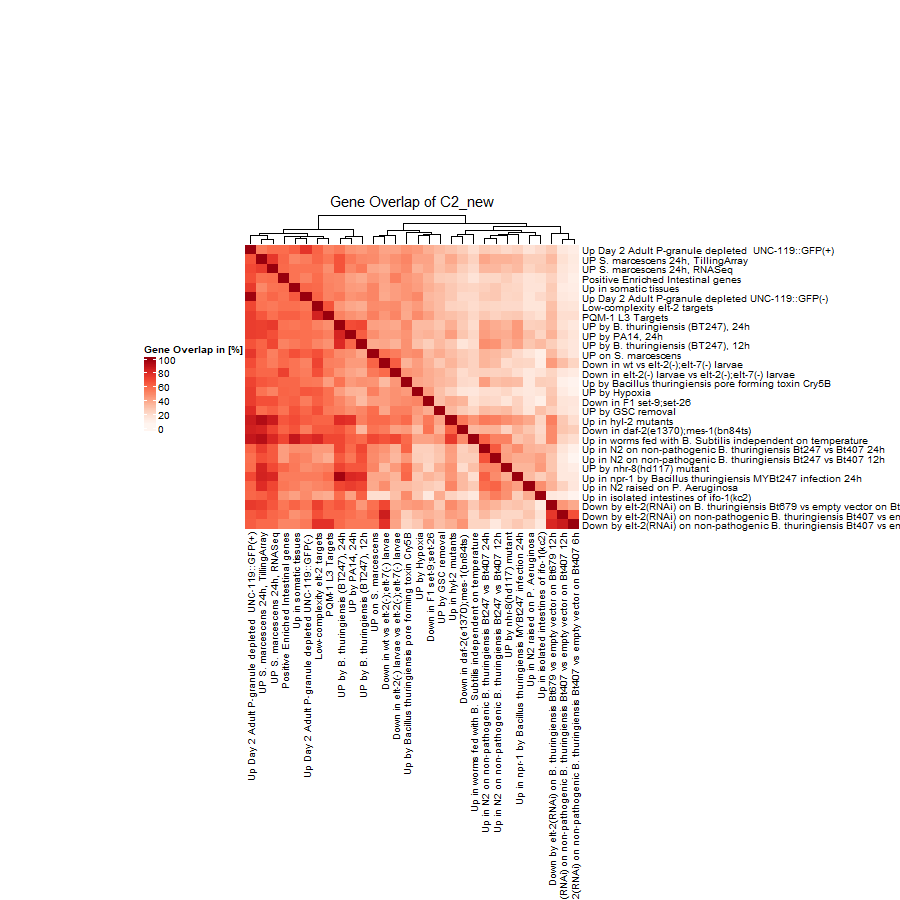 Gene Overlap of C2_new
Up Day 2 Adult P-granule depleted  UNC-119::GFP(+)
UP S. marcescens 24h, TillingArray
UP S. marcescens 24h, RNASeq
Positive Enriched Intestinal genes
Up in somatic tissues
Up Day 2 Adult P-granule depleted UNC-119::GFP(-)
Low-complexity elt-2 targets
PQM-1 L3 Targets
UP by B. thuringiensis (BT247), 24h
UP by PA14, 24h
UP by B. thuringiensis (BT247), 12h
UP on S. marcescens
Down in wt vs elt-2(-);elt-7(-) larvae
Down in elt-2(-) larvae vs elt-2(-);elt-7(-) larvae
Up by Bacillus thuringiensis pore forming toxin Cry5B
UP by Hypoxia
Down in F1 set-9;set-26
UP by GSC removal
Up in hyl-2 mutants
Down in daf-2(e1370);mes-1(bn84ts)
Up in worms fed with B. Subtilis independent on temperature
Up in N2 on non-pathogenic B. thuringiensis Bt247 vs Bt407 24h
Up in N2 on non-pathogenic B. thuringiensis Bt247 vs Bt407 12h
UP by nhr-8(hd117) mutant
Up in npr-1 by Bacillus thuringiensis MYBt247 infection 24h
Up in N2 raised on P. Aeruginosa
Up in isolated intestines of ifo-1(kc2)
Down by elt-2(RNAi) on B. thuringiensis Bt679 vs empty vector on Bt
Down by elt-2(RNAi) on non-pathogenic B. thuringiensis Bt407 vs en
Down by elt-2(RNAi) on non-pathogenic B. thuringiensis Bt407 vs en
Gene Overlap in [%]
100
80
60
40
20
0
Up Day 2 Adult P-granule depleted  UNC-119::GFP(+)
UP S. marcescens 24h, TillingArray
UP S. marcescens 24h, RNASeq
Positive Enriched Intestinal genes
Up in somatic tissues
Up Day 2 Adult P-granule depleted UNC-119::GFP(-)
Low-complexity elt-2 targets
PQM-1 L3 Targets
UP by B. thuringiensis (BT247), 24h
UP by PA14, 24h
UP by B. thuringiensis (BT247), 12h
UP on S. marcescens
Down in wt vs elt-2(-);elt-7(-) larvae
Down in elt-2(-) larvae vs elt-2(-);elt-7(-) larvae
Up by Bacillus thuringiensis pore forming toxin Cry5B
UP by Hypoxia
Down in F1 set-9;set-26
UP by GSC removal
Up in hyl-2 mutants
Down in daf-2(e1370);mes-1(bn84ts)
Up in worms fed with B. Subtilis independent on temperature
Up in N2 on non-pathogenic B. thuringiensis Bt247 vs Bt407 24h
Up in N2 on non-pathogenic B. thuringiensis Bt247 vs Bt407 12h
UP by nhr-8(hd117) mutant
Up in npr-1 by Bacillus thuringiensis MYBt247 infection 24h
Up in N2 raised on P. Aeruginosa
Up in isolated intestines of ifo-1(kc2)
Down by elt-2(RNAi) on B. thuringiensis Bt679 vs empty vector on Bt679 12h
(RNAi) on non-pathogenic B. thuringiensis Bt407 vs empty vector on Bt407 12h
2(RNAi) on non-pathogenic B. thuringiensis Bt407 vs empty vector on Bt407 6h